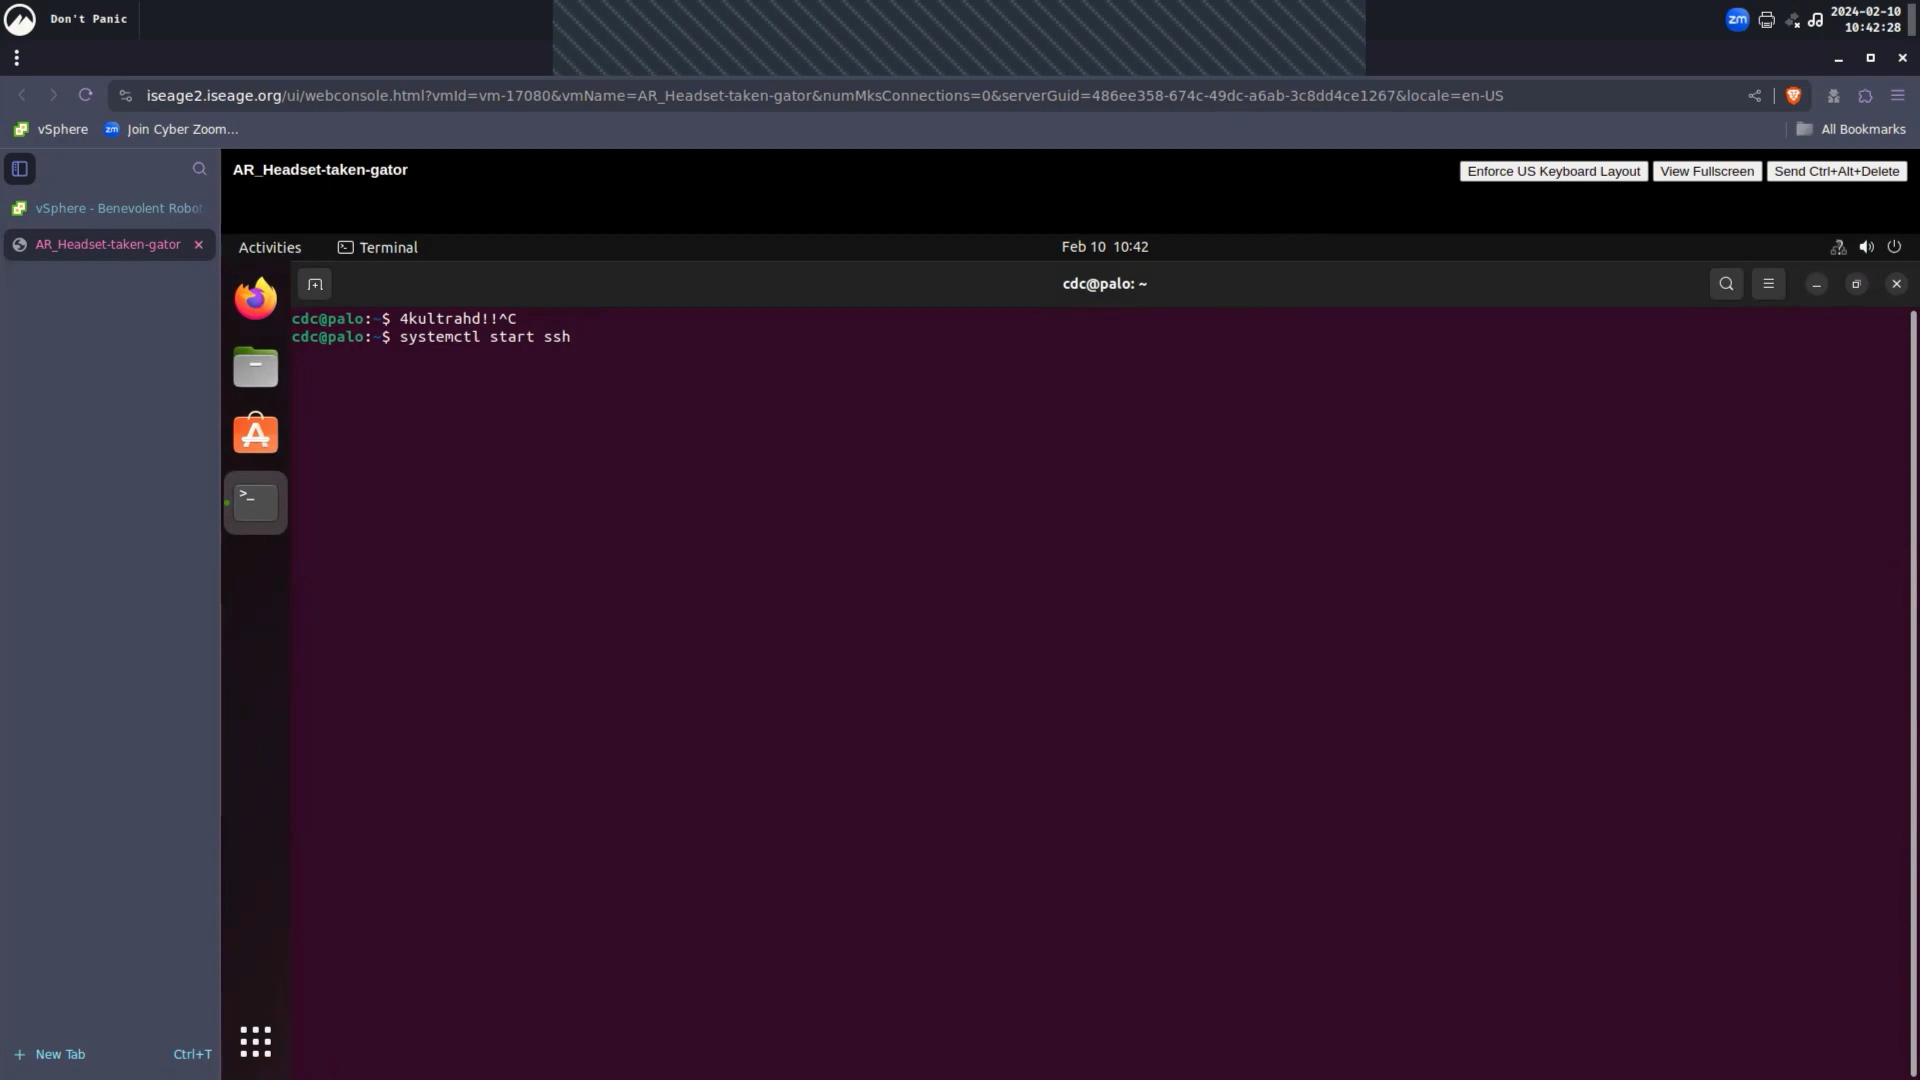 Don't Panic
zm
2024-02-10
10:42:28
iseage2.iseage.org/ui/webconsole.html?vmId=vm-17080&vmName=AR_Headset-taken-gator&numMksConnections=0&serverGuid=486ee358-674c-49dc-a6ab-3c8dd4ce1267&locale=en-US
vSphere
zm Join Cyber Zoom...
All Bookmarks
AR_Headset-taken-gator
Enforce US Keyboard Layout
View Fullscreen
Send Ctrl+Alt+Delete
vSphere - Benevolent Robot
AR_Headset-taken-gator
Activities
Terminal
Feb 10 10:42
cdc@palo: ~
cdc@palo:~$ 4kultrahd!!^C
cdc@palo:~$ systemctl start ssh
>_
New Tab
Ctrl+T